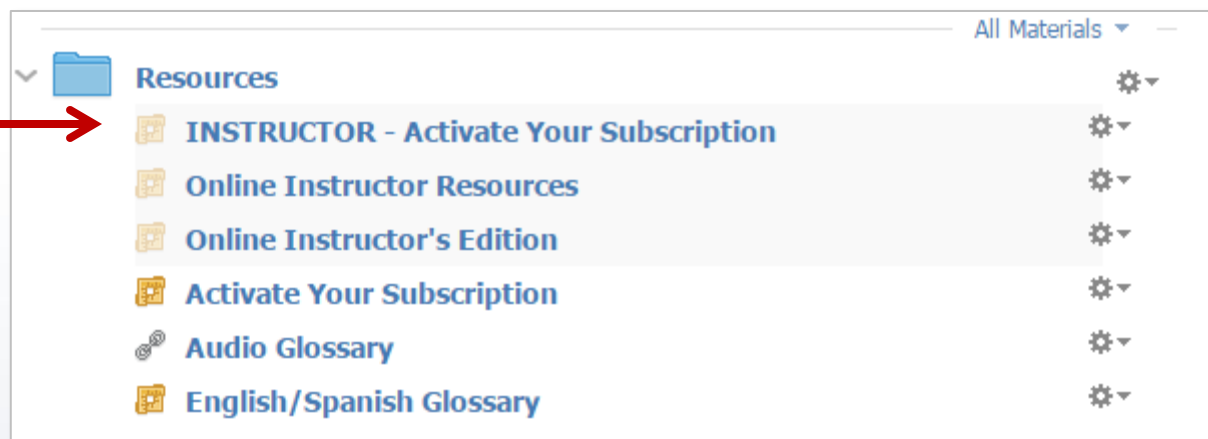 All Materials
Resources
INSTRUCTOR - Activate Your Subscription
Online Instructor Resources
Online Instructor's Edition
Activate Your Subscription
Audio Glossary
English/Spanish Glossary